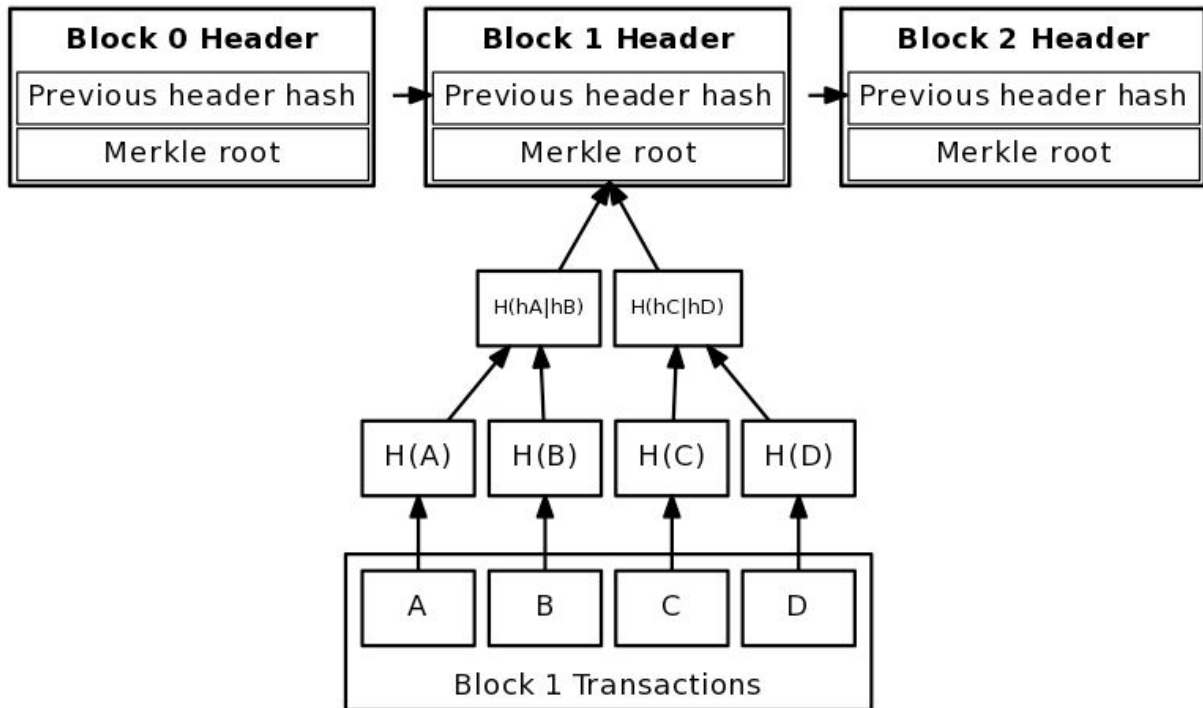 Block 0 Header
Block 1 Header
Block 2 Header
Previous header hash
Previous header hash
Previous header hash
Merkle root
Merkle root
Merkle root
H(hA|hB)
H(hC|hD)
H(A)
H(B)
H(C)
H(D)
A
B
C
D
Block 1 Transactions